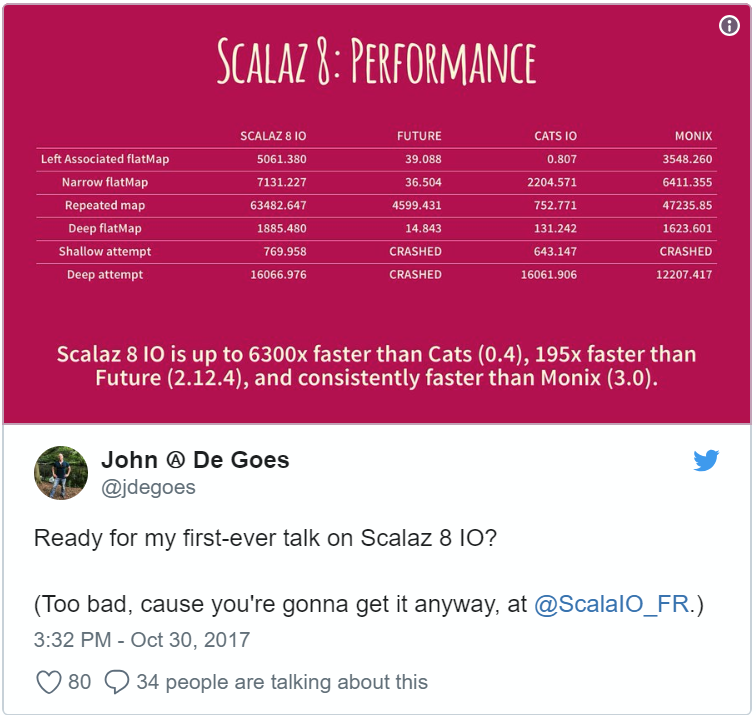 SCALAZ 8: PERFORMANCE
SCALAZ 8 IO FUTURE CATS IO MONIX
Left Associated flatMap 5061.380 39.088 0.807 3548.260
Narrow flatMap 7131.227 36.504 2204.571 6411.355
Repeated map 63482.647 4599.431 752.771 47235.85
Deep flatMap 1885.480 14.843 131.242 1623.601
Shallow attempt 769.958 CRASHED 643.147 CRASHED
Deep attempt 16066.976 CRASHED 16061.906 12207.417
Scalaz 8 IO is up to 6300x faster than Cats (0.4), 195x faster than
Future (2.12.4), and consistently faster than Monix (3.0).
John Ⓐ De Goes
@jdegoes
Ready for my first-ever talk on Scalaz 8 IO?
(Too bad, cause you're gonna get it anyway, at @ScalaIO_FR.)
3:32 PM - Oct 30, 2017
80 34 people are talking about this